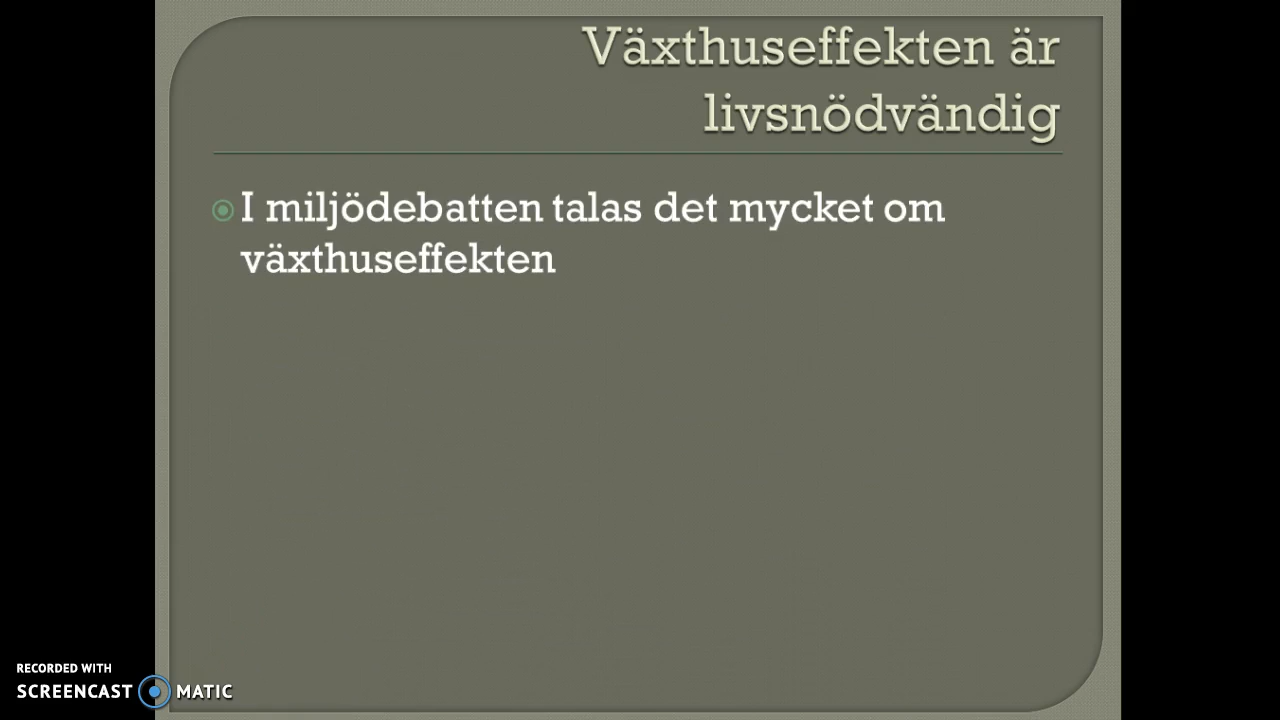 Växthuseffekten är
livsnödvändig
I miljödebatten talas det mycket om
växthuseffekten
RECORDED WITH
SCREENCAST MATIC